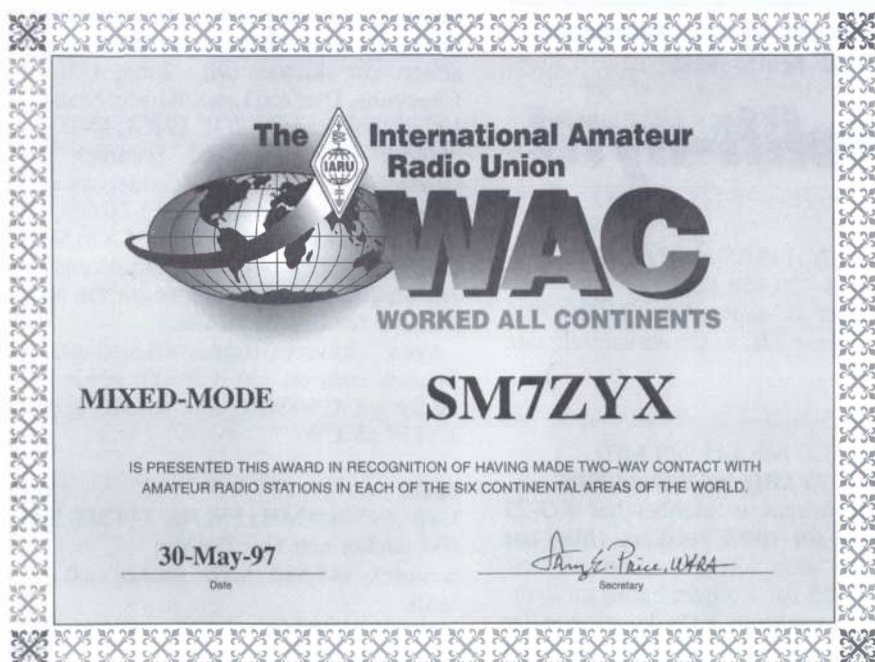 The International Amateur
Radio Union
IARU
WAC
WORKED ALL CONTINENTS
MIXED-MODE SM7ZYX
IS PRESENTED THIS AWARD IN RECOGNITION OF HAVING MADE TWO-WAY CONTACT WITH
AMATEUR RADIO STATIONS IN EACH OF THE SIX CONTINENTAL AREAS OF THE WORLD.
30-May-97
Price,
Date Secretary